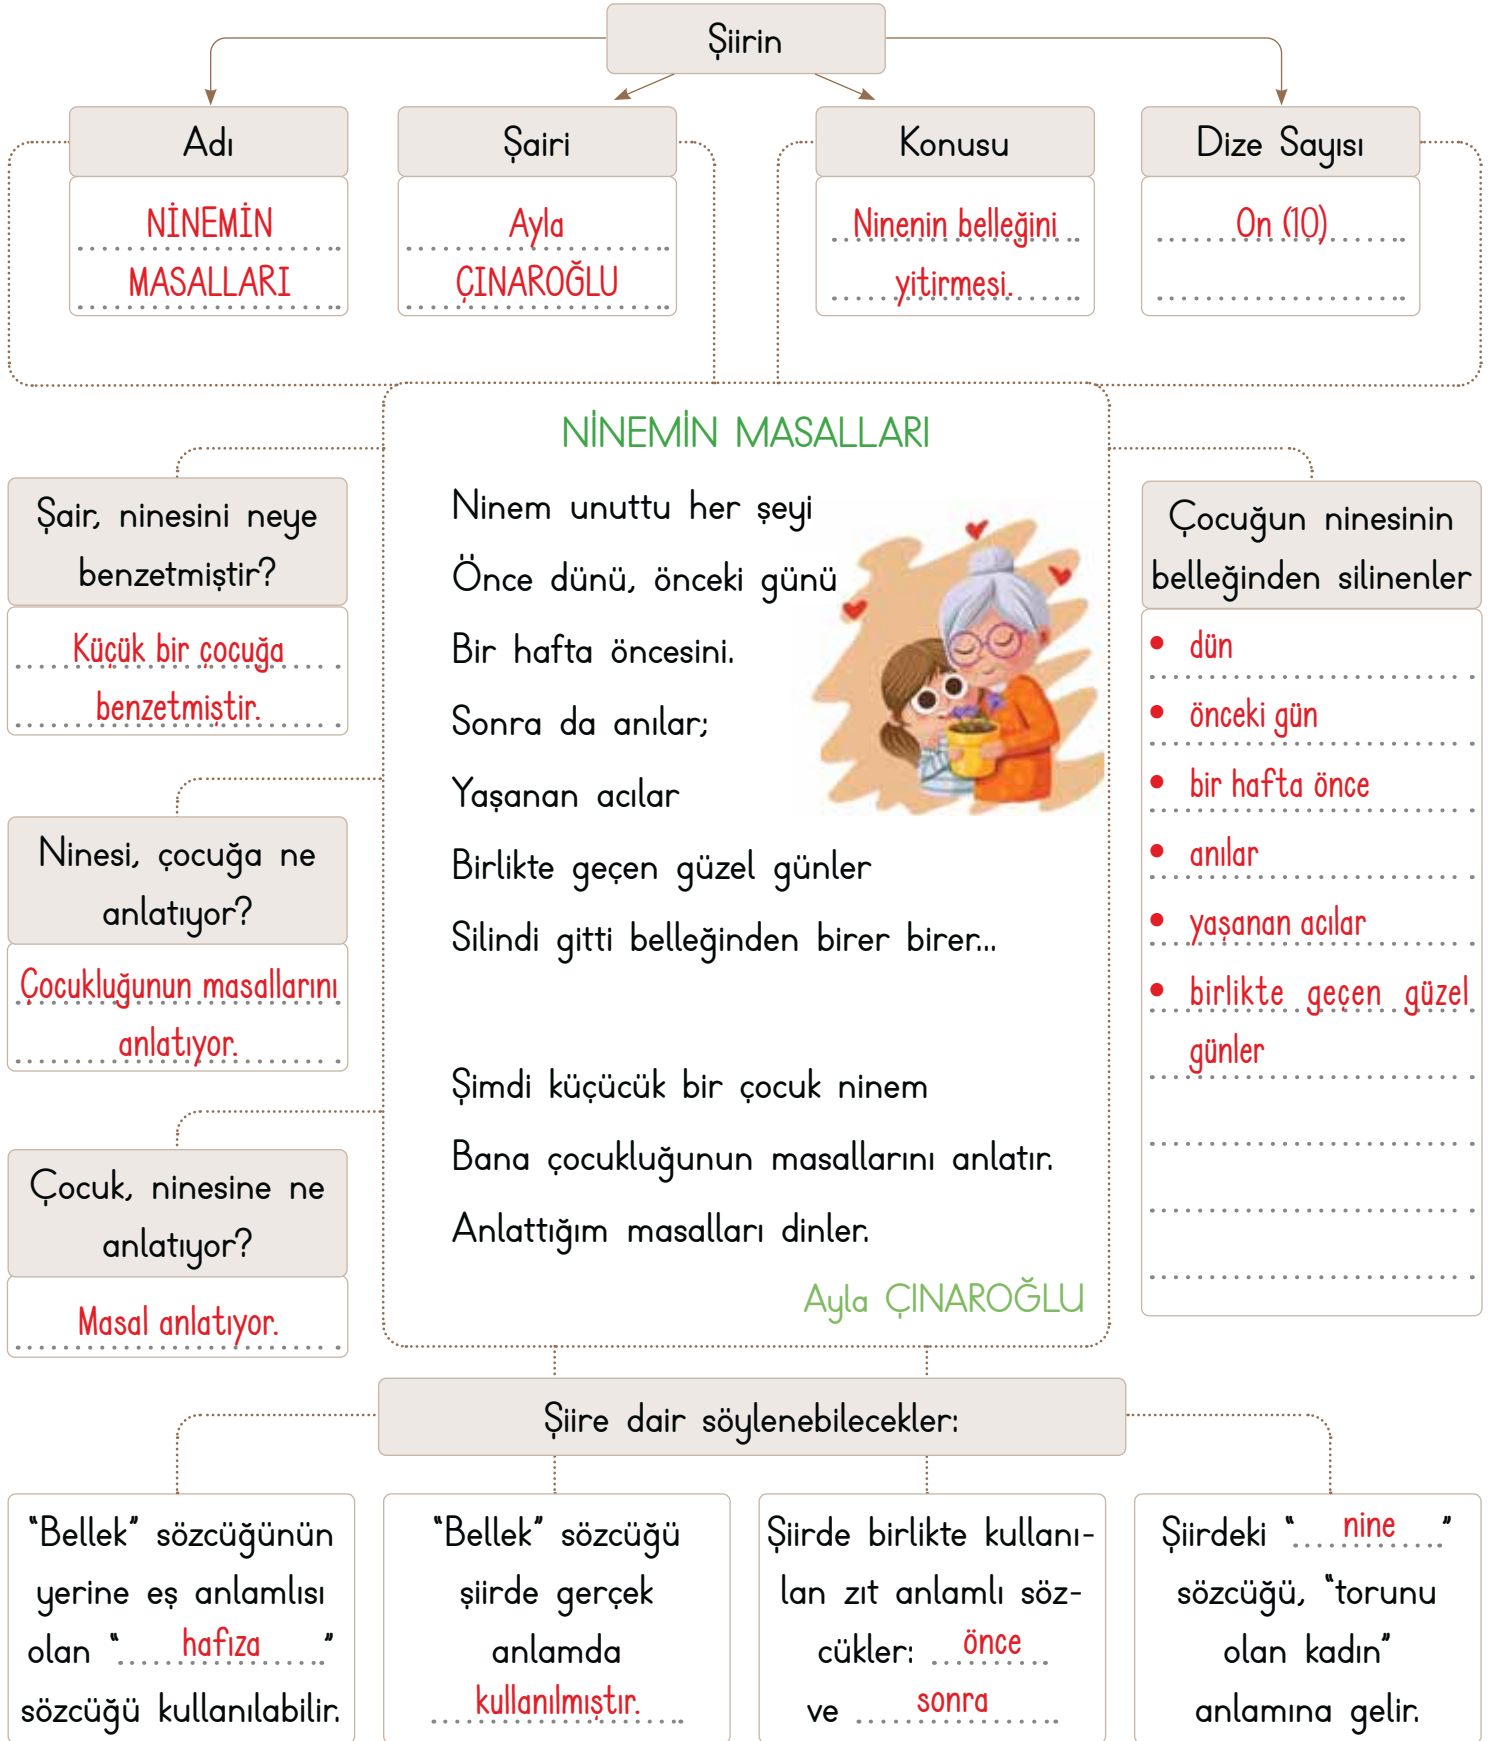 Şiirin
Adı
NİNEMİN
MASALLARI
Şairi
Ayla
ÇINAROĞLU
Konusu
Ninenin belleğini
yitirmesi.
Dize Sayısı
On (10)
Şair, ninesini neye
benzetmiştir?
Küçük bir çocuğa
benzetmiştir.
Ninesi, çocuğa ne
anlatıyor?
Çocukluğunun masallarını
anlatıyor.
Çocuk, ninesine ne
anlatıyor?
Masal anlatıyor.
NİNEMİN MASALLARI
Ninem unuttu her şeyi
Önce dünü, önceki günü
Bir hafta öncesini.
Sonra da anılar;
Yaşanan acılar
Birlikte geçen güzel günler
Silindi gitti belleğinden birer birer...
Şimdi küçücük bir çocuk ninem
Bana çocukluğunun masallarını anlatır.
Anlattığım masalları dinler.
Ayla ÇINAROĞLU
Çocuğun ninesinin
belleğinden silinenler
• dün
• önceki gün
• bir hafta önce
• anılar
• yaşanan acılar
• birlikte geçen güzel
günler
Şiire dair söylenebilecekler:
"Bellek" sözcüğünün
yerine eş anlamlısı
olan "hafıza"
sözcüğü kullanılabilir.
"Bellek" sözcüğü
şiirde gerçek
anlamda
kullanılmıştır.
Şiirde birlikte kullanı-
lan zıt anlamlı söz-
cükler: önce
ve sonra
Şiirdeki "nine"
sözcüğü, "torunu
olan kadın"
anlamına gelir.